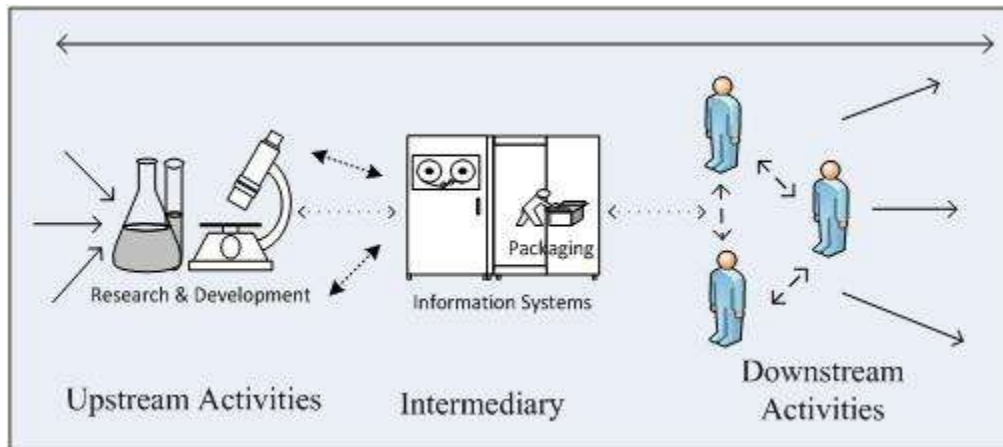 Packaging
Research & Development
Information Systems
Upstream Activities
Intermediary
Downstream
Activities